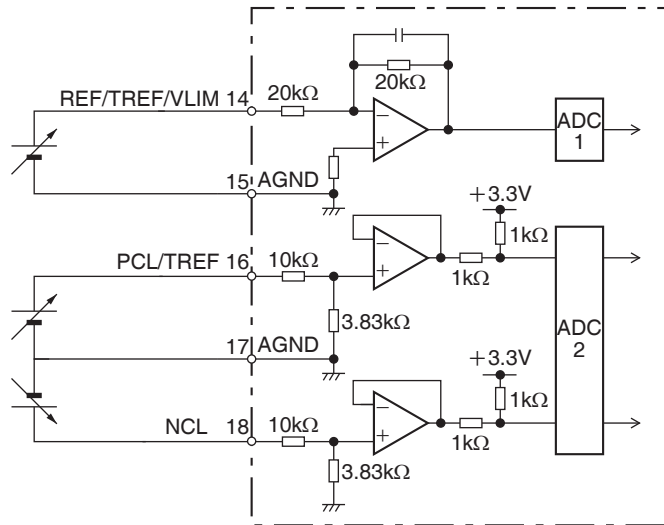 REF/TREF/VLIM 14
20kΩ
20kΩ
−
+
ADC
1
15 AGND
+3.3V
1kΩ
PCL/TREF 16
10kΩ
−
+
1kΩ
3.83kΩ
17 AGND
ADC
2
+3.3V
1kΩ
NCL 18
10kΩ
−
+
1kΩ
3.83kΩ